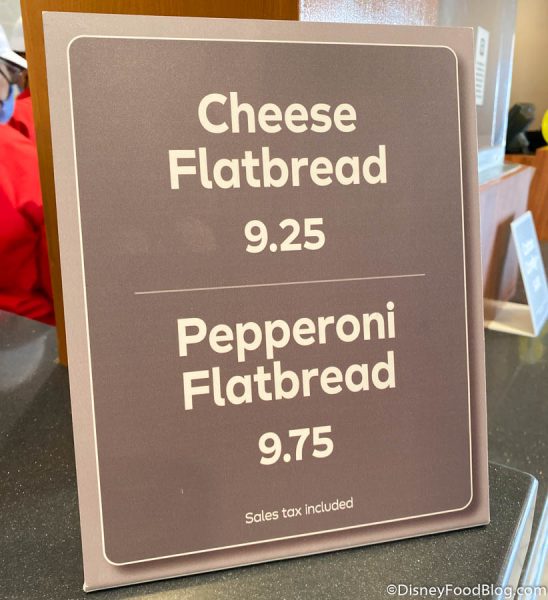 Cheese
Flatbread
9.25
Pepperoni
Flatbread
9.75
Sales tax included
©DisneyFoodBlog.com